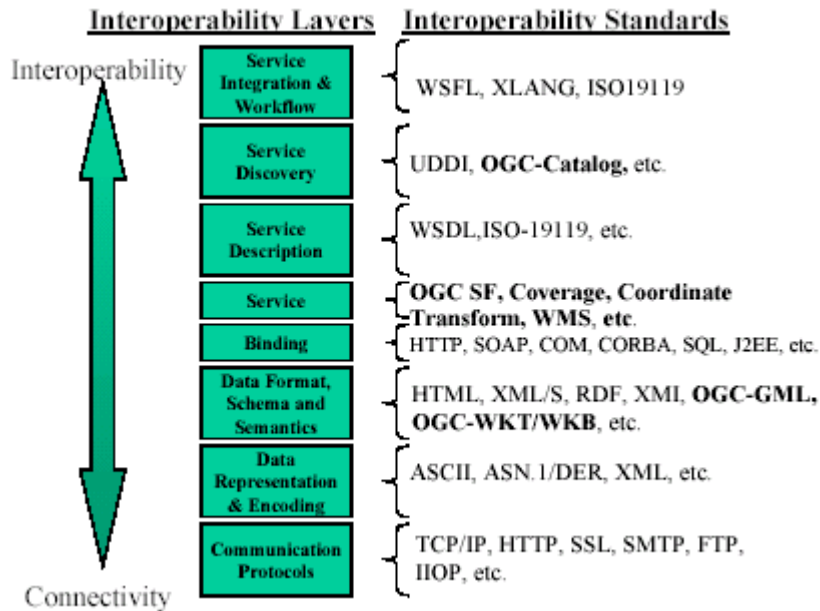 Interoperability Layers Interoperability Standards
Interoperability
Service
Integration &
Workflow
WSFL, XLANG, ISO19119
Service
Discovery
UDDI, OGC-Catalog, etc.
Service
Description
WSDL,ISO-19119, etc.
Service
OGC SF, Coverage, Coordinate
Transform, WMS, etc.
Binding
HTTP, SOAP, COM, CORBA, SQL, J2EE, etc.
Data Format,
Schema and
Semantics
HTML, XML/S, RDF, XMI, OGC-GML,
OGC-WKT/WKB, etc.
Data
Representation
& Encoding
ASCII, ASN.1/DER, XML, etc.
Communication
Protocols
TCP/IP, HTTP, SSL, SMTP, FTP,
IIOP, etc.
Connectivity